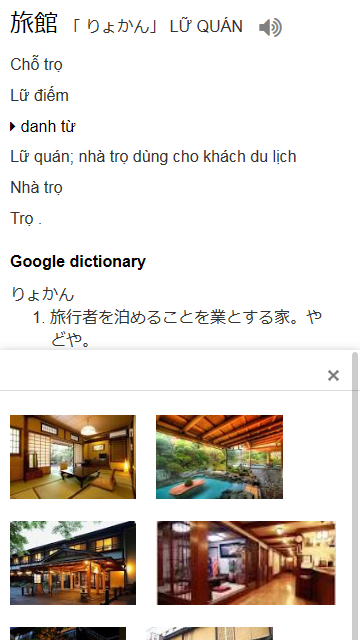 旅館 「 りょかん」 LỮ QUÁN
Chỗ trọ
Lữ điếm
danh từ
Lữ quán; nhà trọ dùng cho khách du lịch
Nhà trọ
Trọ .
Google dictionary
りょかん
1. 旅行者を泊めることを業とする家。や
どや。
×